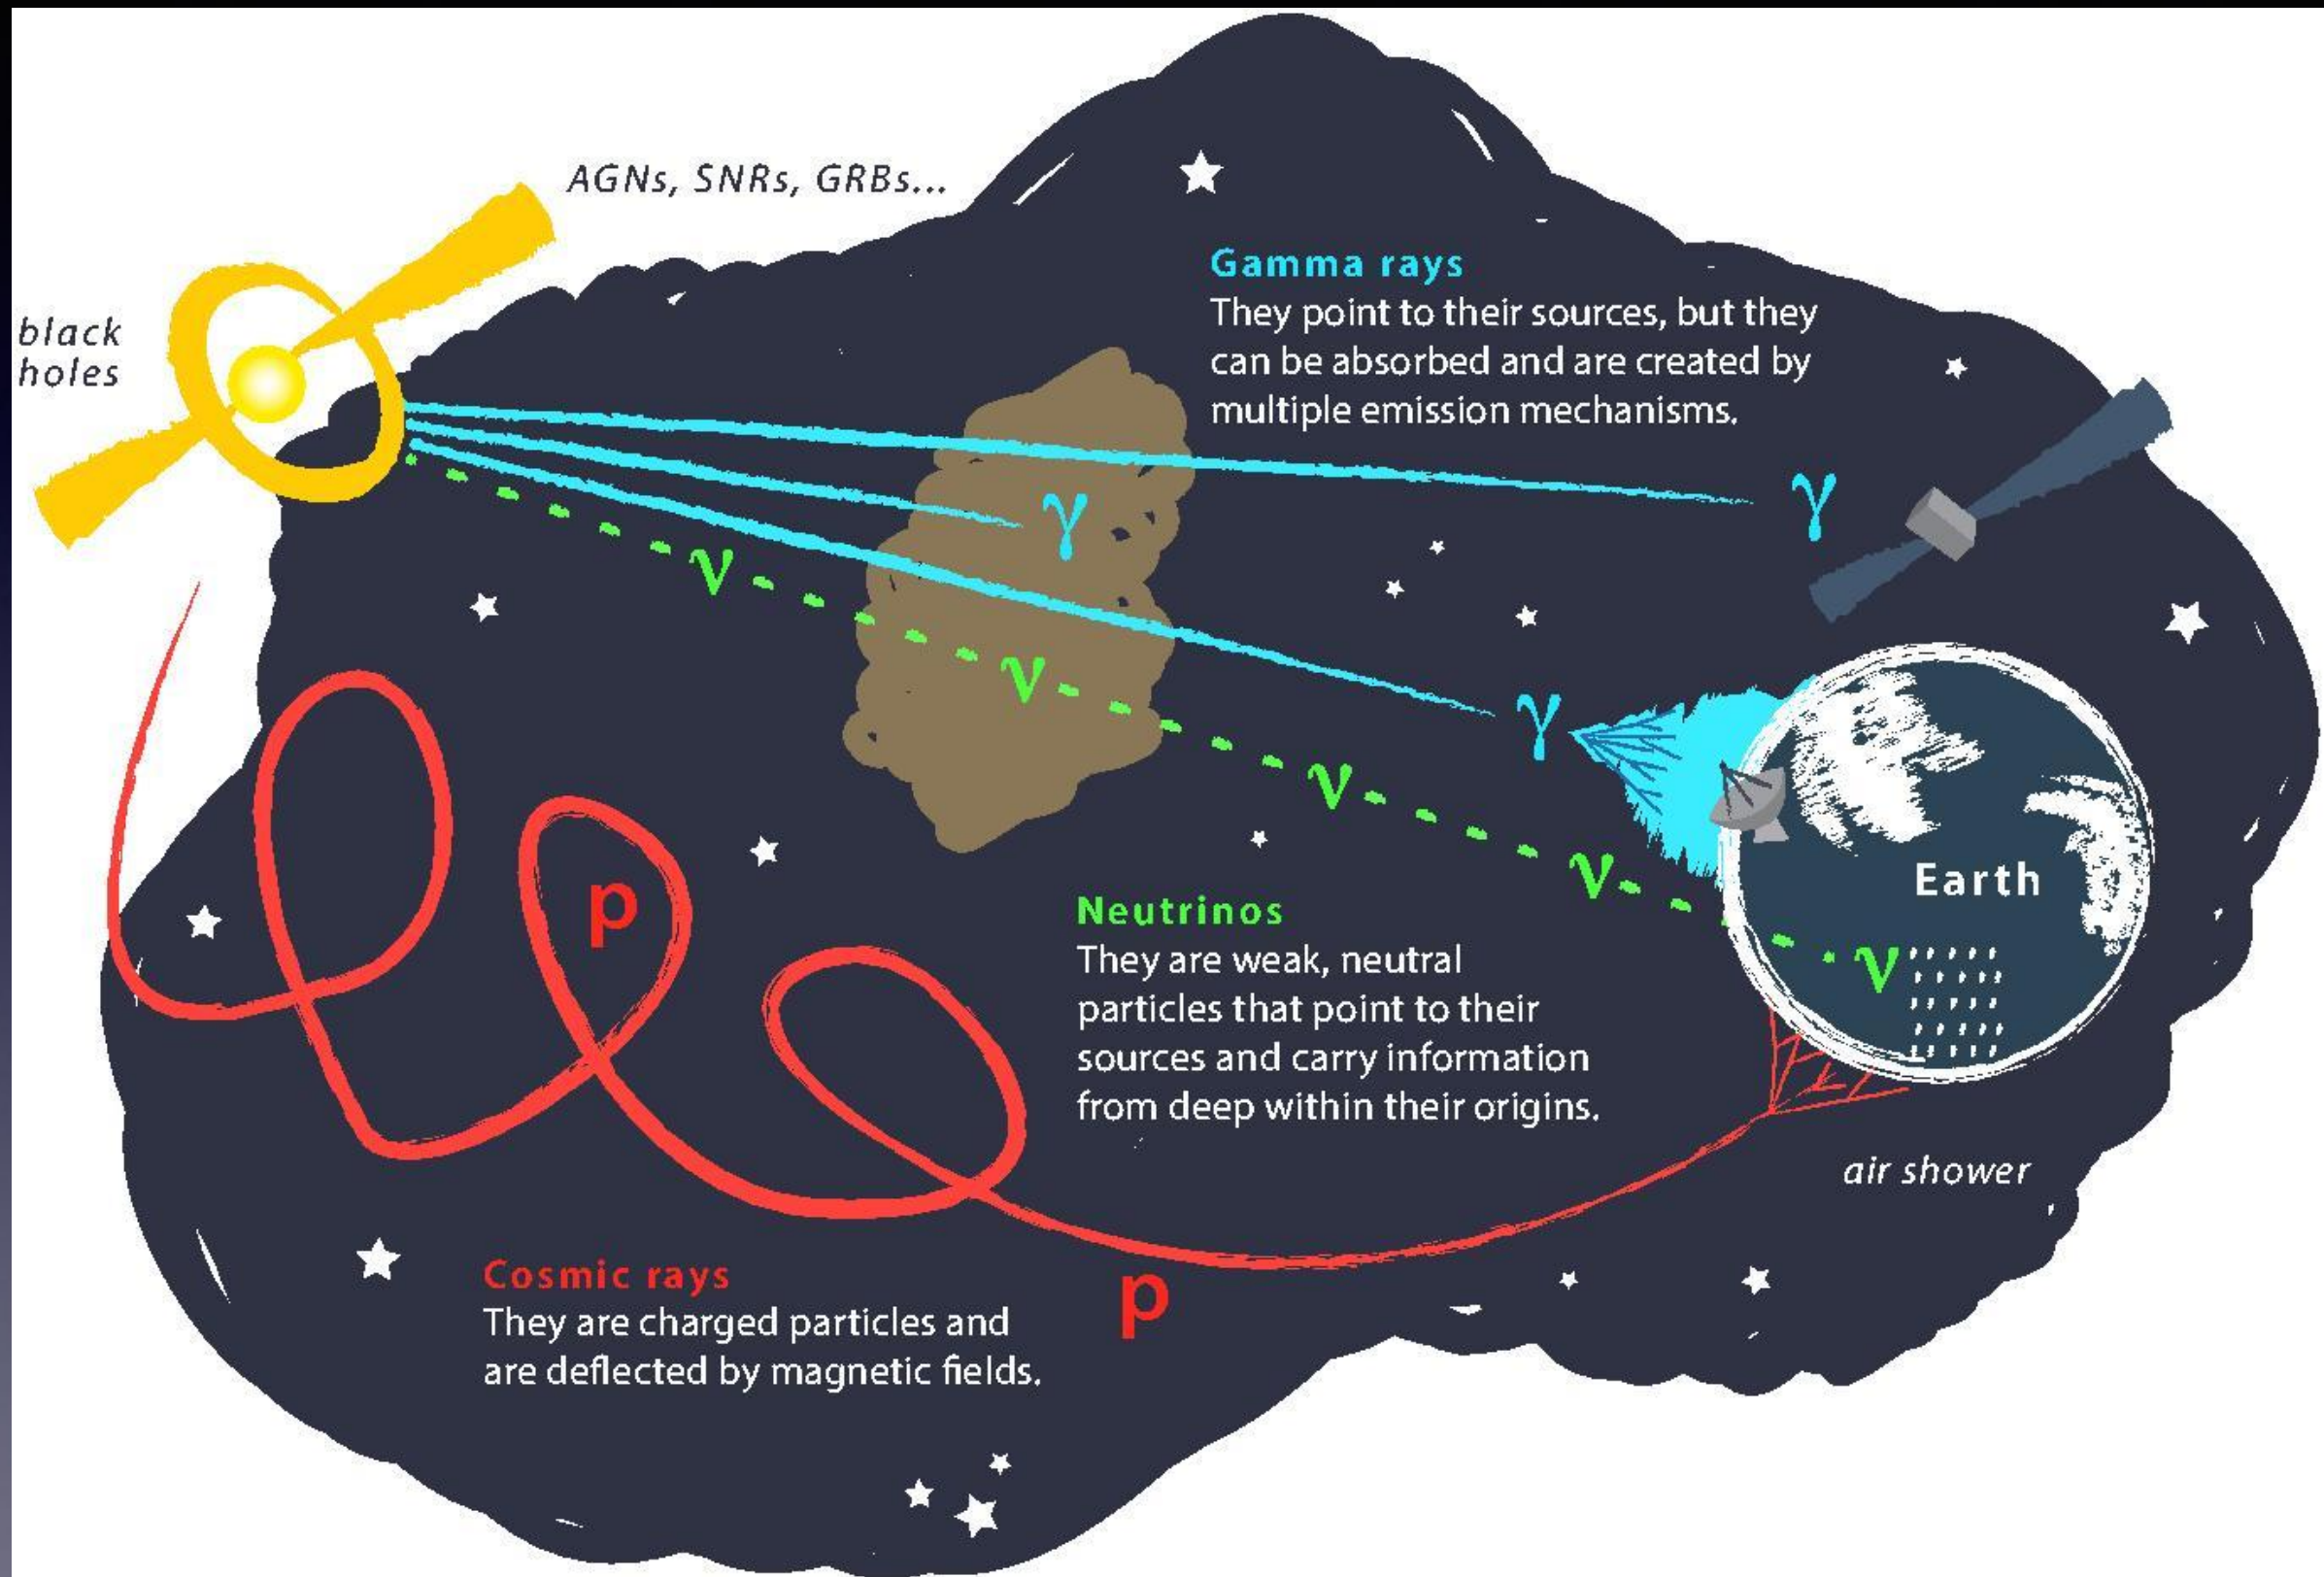 AGNs, SNRs, GRBs...
black
holes
Gamma rays
They point to their sources, but they
can be absorbed and are created by
multiple emission mechanisms.
γ
γ
ν
ν
γ
ν
ν
Earth
ν
p
Neutrinos
They are weak, neutral
particles that point to their
sources and carry information
from deep within their origins.
air shower
Cosmic rays
They are charged particles and
are deflected by magnetic fields.
p